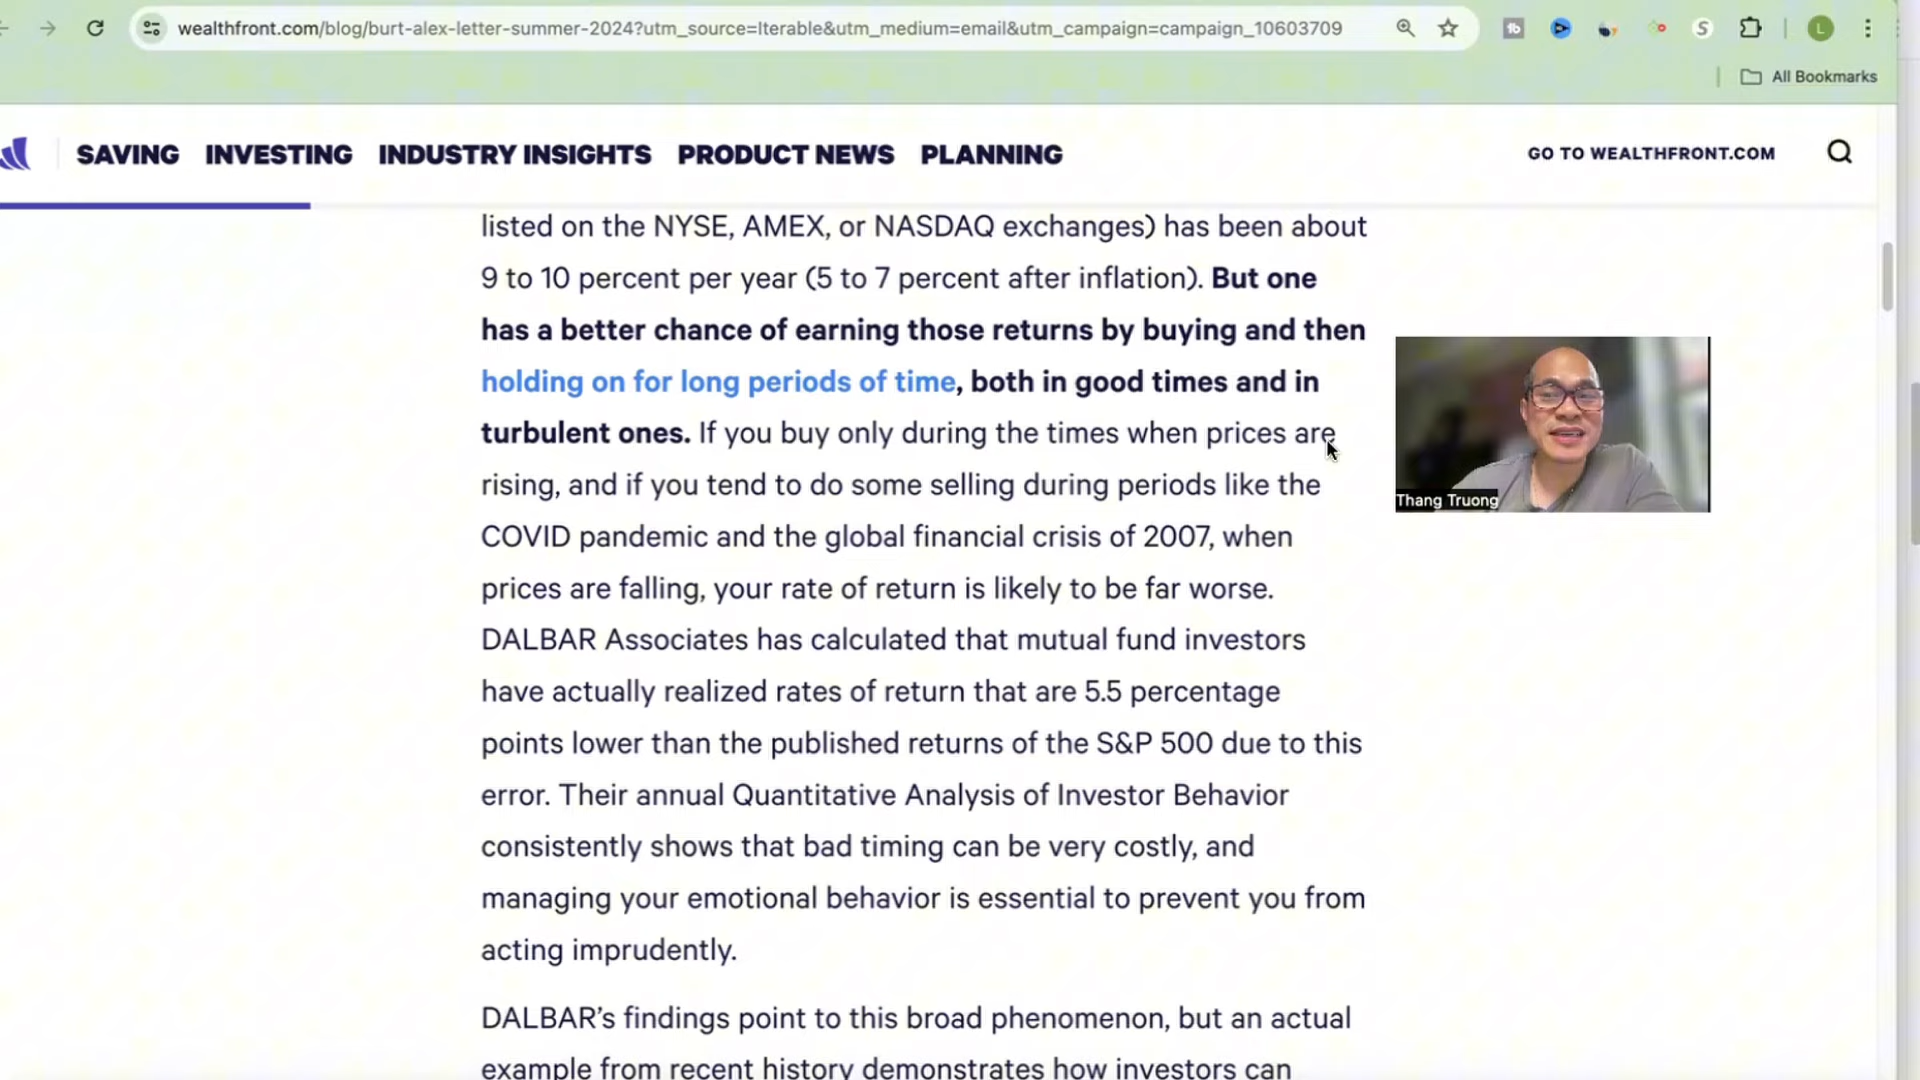 wealthfront.com/blog/burt-alex-letter-summer-2024?utm_source=Iterable&utm_medium=email&utm_campaign=campaign_10603709
L
All Bookmarks
SAVING INVESTING INDUSTRY INSIGHTS PRODUCT NEWS PLANNING
GO TO WEALTHFRONT.COM
listed on the NYSE, AMEX, or NASDAQ exchanges) has been about
9 to 10 percent per year (5 to 7 percent after inflation). But one
has a better chance of earning those returns by buying and then
holding on for long periods of time, both in good times and in
turbulent ones. If you buy only during the times when prices are
rising, and if you tend to do some selling during periods like the
COVID pandemic and the global financial crisis of 2007, when
prices are falling, your rate of return is likely to be far worse.
DALBAR Associates has calculated that mutual fund investors
have actually realized rates of return that are 5.5 percentage
points lower than the published returns of the S&P 500 due to this
error. Their annual Quantitative Analysis of Investor Behavior
consistently shows that bad timing can be very costly, and
managing your emotional behavior is essential to prevent you from
acting imprudently.
DALBAR’s findings point to this broad phenomenon, but an actual
example from recent history demonstrates how investors can
Thang Truong